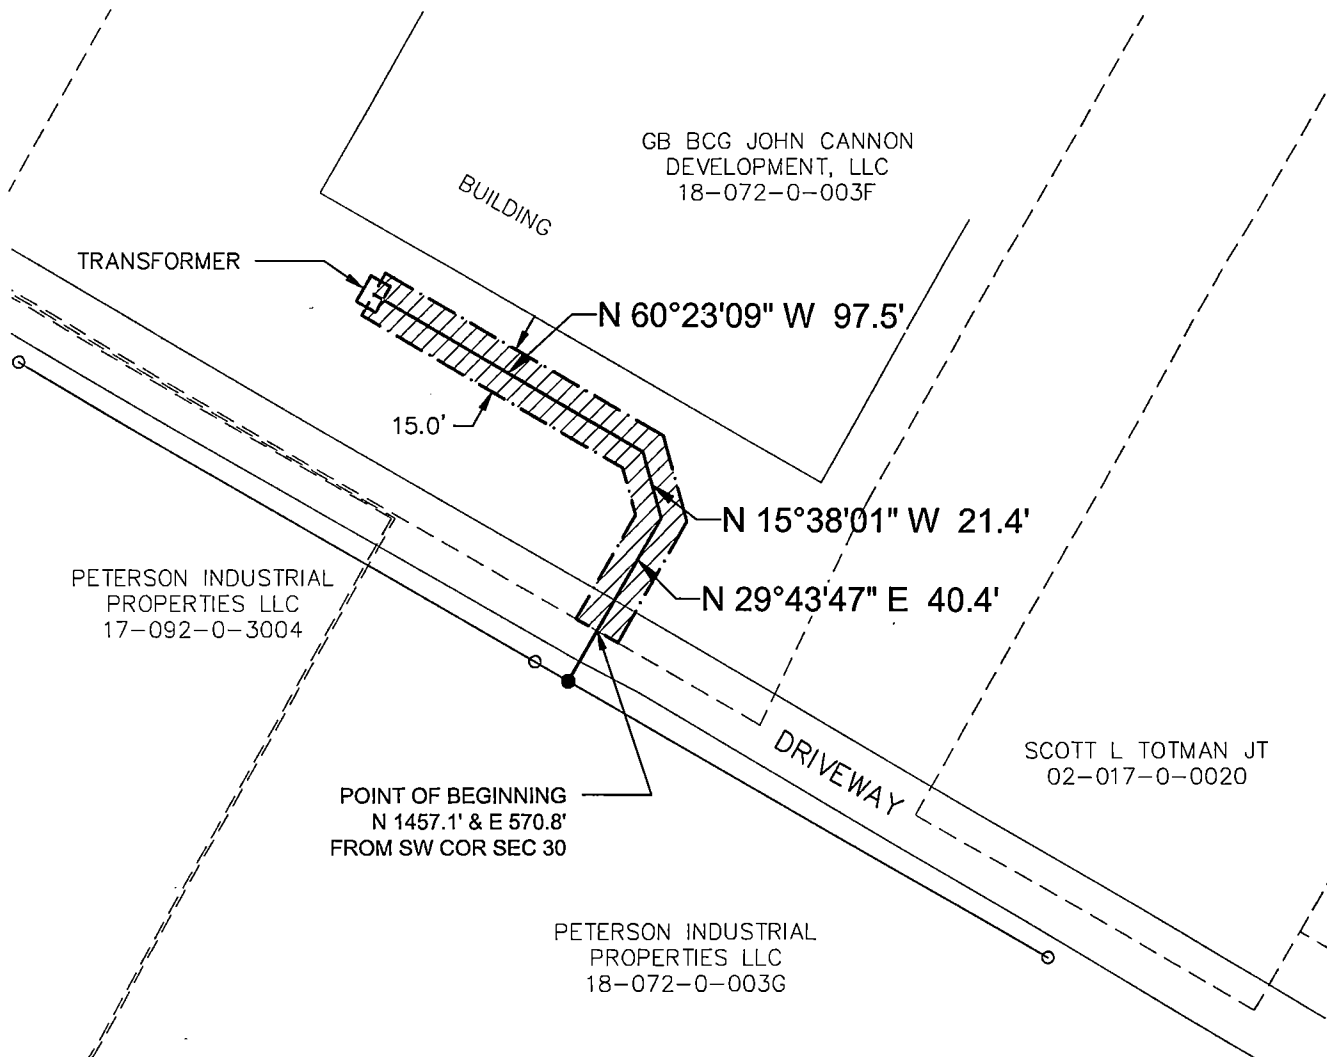 GB BCG JOHN CANNON
DEVELOPMENT, LLC
18-072-0-003F
BUILDING
TRANSFORMER
N 60°23'09" W 97.5'
15.0'
N 15°38'01" W 21.4'
PETERSON INDUSTRIAL
PROPERTIES LLC
17-092-0-3004
N 29°43'47" E 40.4'
DRIVEWAY
SCOTT L TOTMAN JT
02-017-0-0020
POINT OF BEGINNING
N 1457.1' & E 570.8'
FROM SW COR SEC 30
PETERSON INDUSTRIAL
PROPERTIES LLC
18-072-0-003G